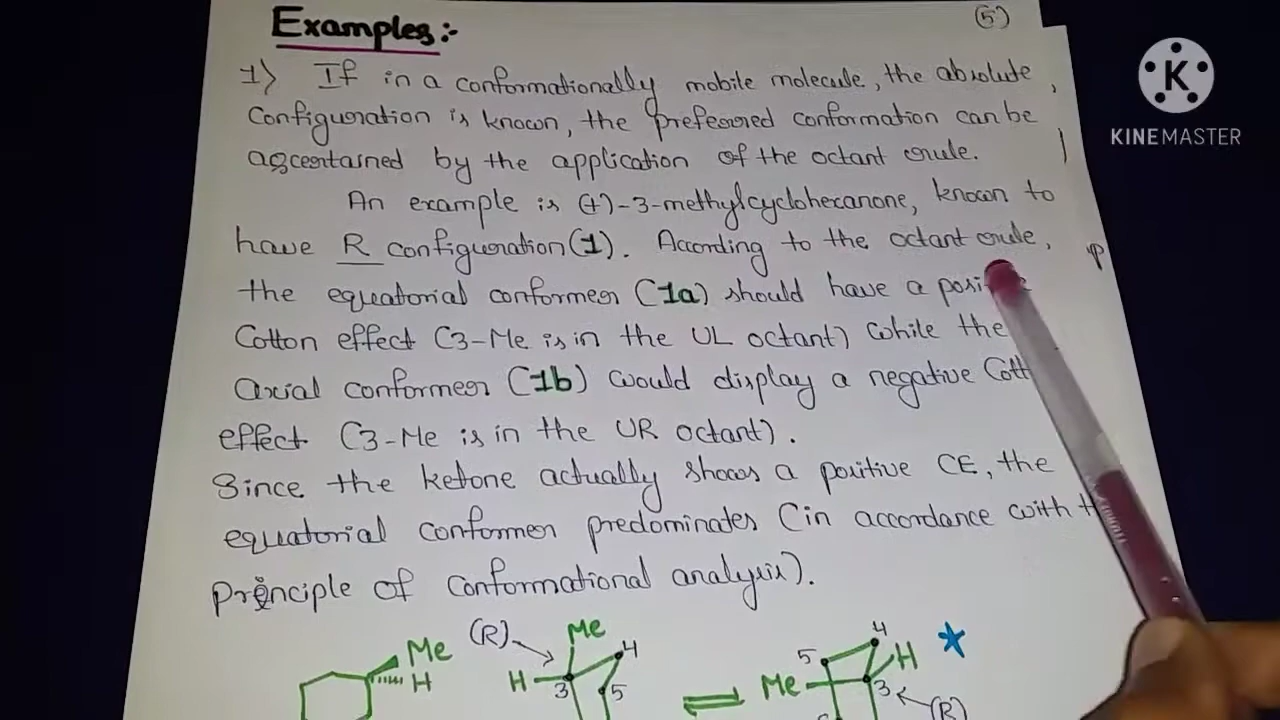 Examples:-
(5)
1) If in a conformationally mobile molecule, the absolute
configuration is known, the preferred conformation can be
ascertained by the application of the octant rule.
An example is (+)-3-methylcyclohexanone, known to
have R configuration (1). According to the octant rule,
the equatorial conformer (1a) should have a
Cotton effect (C3-Me is in the UL octant) while the
axial conformer (1b) would display a negative Cott
effect (C3-Me is in the UR octant).
Since the ketone actually shows a positive CE, the
equatorial conformer predominates (in accordance with
principle of conformational analysis).
Me
H
(R)
Me
H
3
4
5
Me
5
4
H
3
(R)
K
KINEMASTER